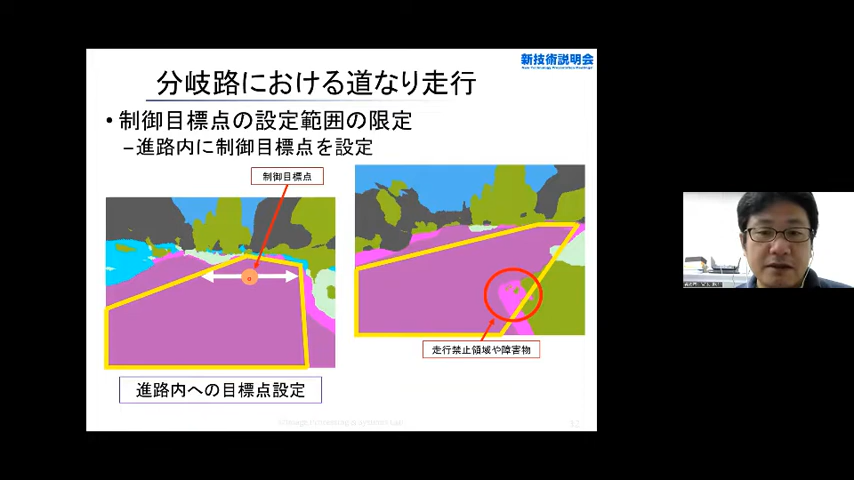 新技術説明会
分岐路における道なり走行
• 制御目標点の設定範囲の限定
–進路内に制御目標点を設定
制御目標点
走行禁止領域や障害物
進路内への目標点設定
12